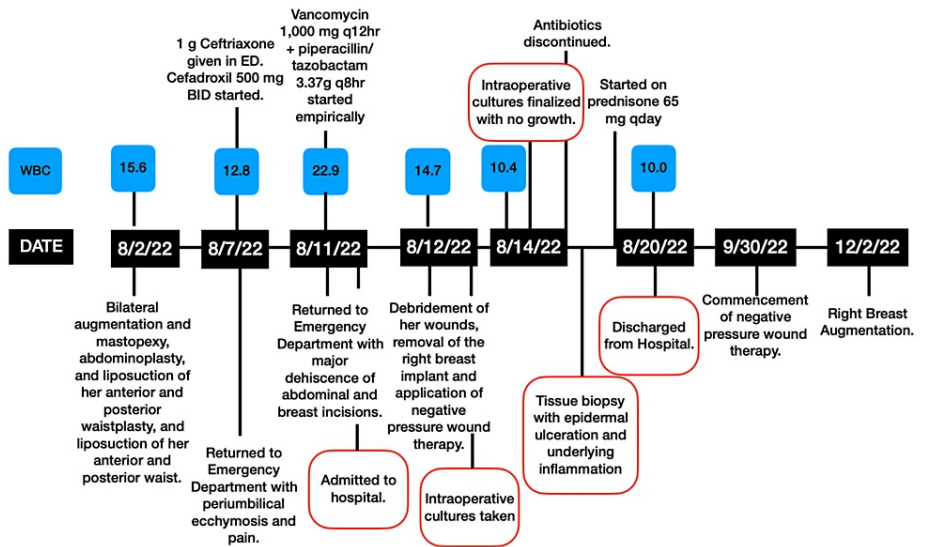 Antibiotics
discontinued.
Vancomycin
1,000 mg q12hr
+ piperacillin/
tazobactam
3.37g q8hr
started
empirically
1 g Ceftriaxone
given in ED.
Cefadroxil 500 mg
BID started.
Intraoperative
cultures finalized
with no growth.
Started on
prednisone 65
mg qday
WBC
15.6
12.8
22.9
14.7
10.4
10.0
DATE
8/2/22
8/7/22
8/11/22
8/12/22
8/14/22
8/20/22
9/30/22
12/2/22
Bilateral
augmentation and
mastopexy,
abdominoplasty,
and liposuction of
her anterior and
posterior
waistplasty, and
liposuction of her
anterior and
posterior waist.
Returned to
Emergency
Department with
periumbilical
ecchymosis and
pain.
Returned to
Emergency
Department with
major
dehiscence of
abdominal and
breast incisions.
Admitted to
hospital.
Debridement of
her wounds,
removal of the
right breast
implant and
application of
negative
pressure wound
therapy.
Intraoperative
cultures taken
Tissue biopsy
with epidermal
ulceration and
underlying
inflammation
Discharged
from Hospital.
Commencement
of negative
pressure wound
therapy.
Right Breast
Augmentation.